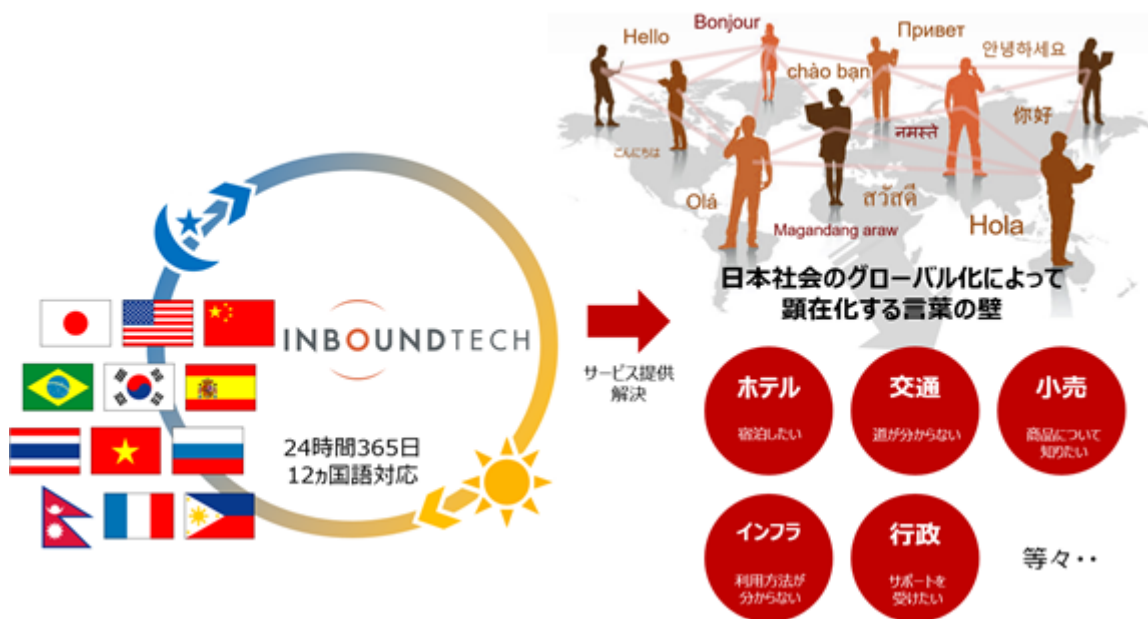 Hello
Bonjour
Привет
안녕하세요
chào bạn
你好
नमस्ते
こんにちは
Olá
สวัสดี
Magandang araw
Hola
INBOUNDTECH
24時間365日
12ヵ国語対応
サービス提供
解決
日本社会のグローバル化によって
顕在化する言葉の壁
ホテル
宿泊したい
交通
道が分からない
小売
商品について
知りたい
インフラ
利用方法が
分からない
行政
サポートを
受けたい
等々・・